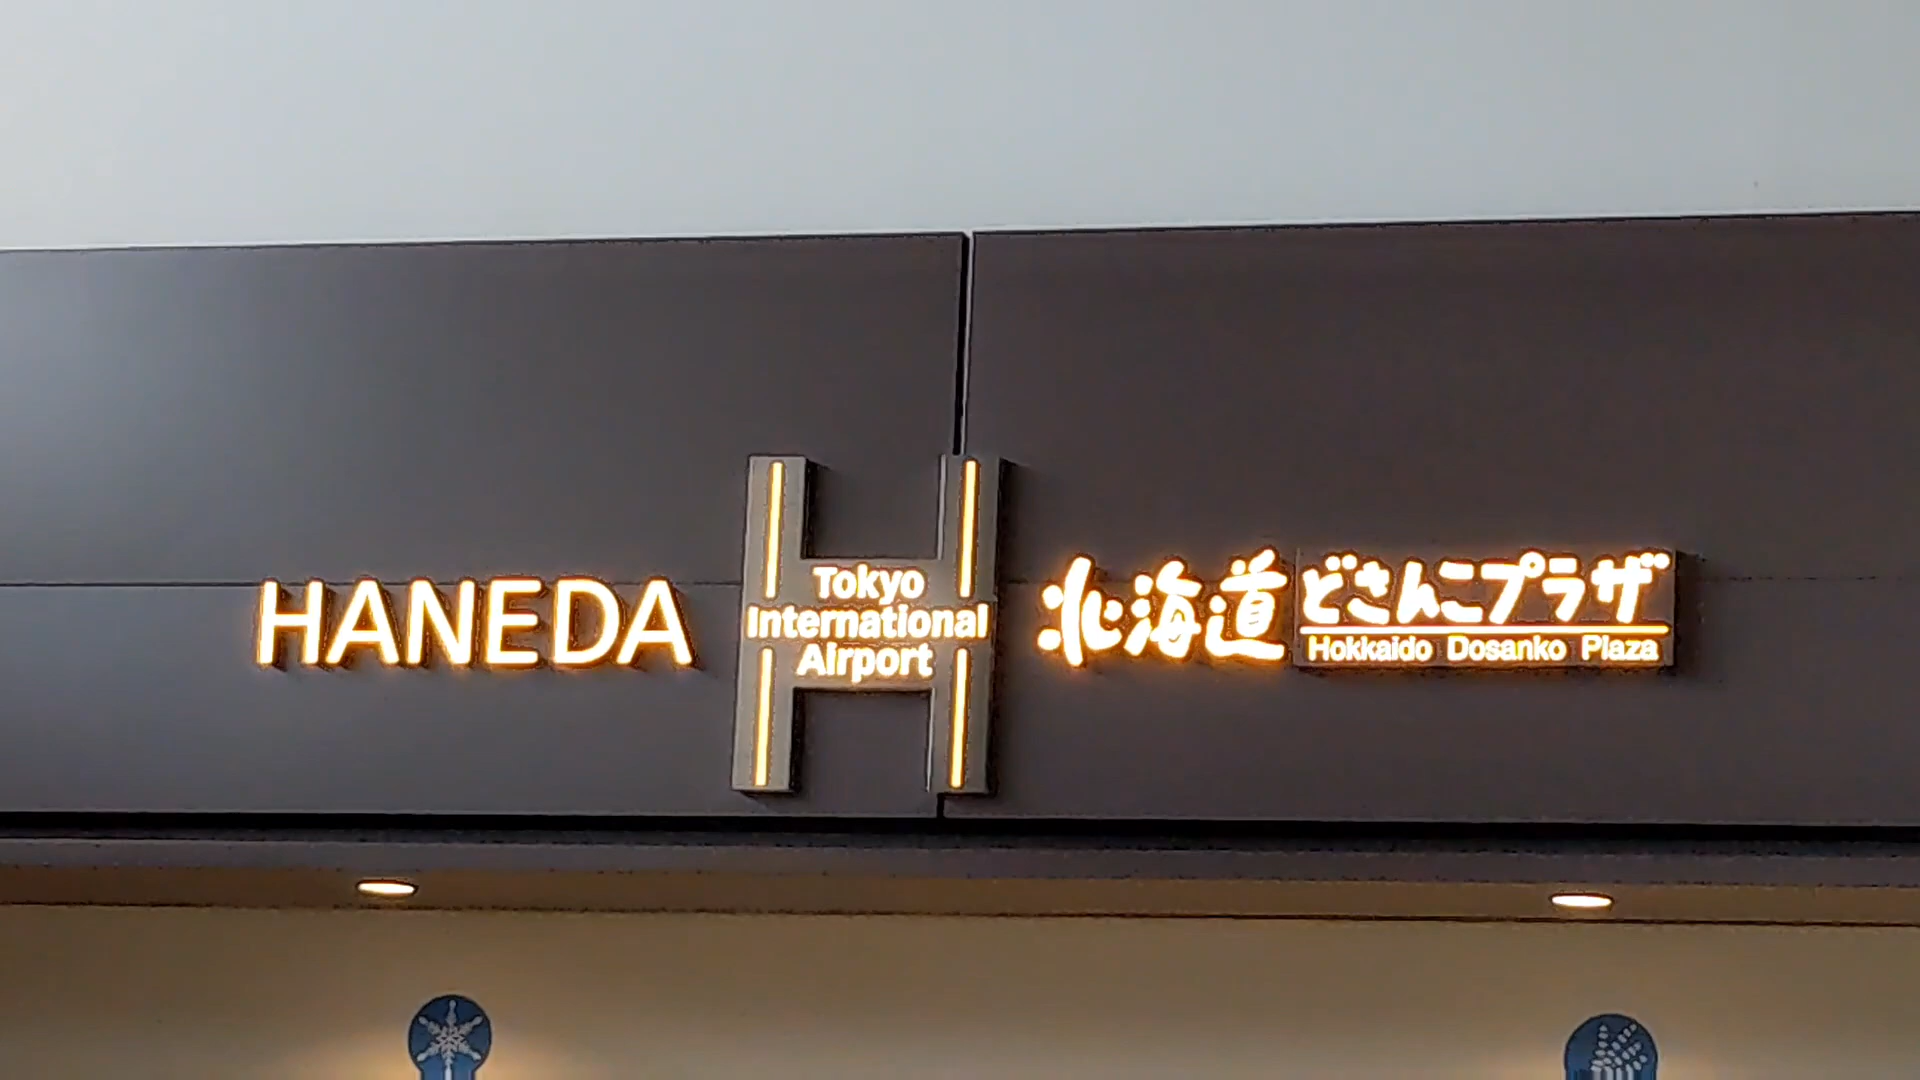 HANEDA
Tokyo
International
Airport
北海道 どさんこプラザ
Hokkaido Dosanko Plaza